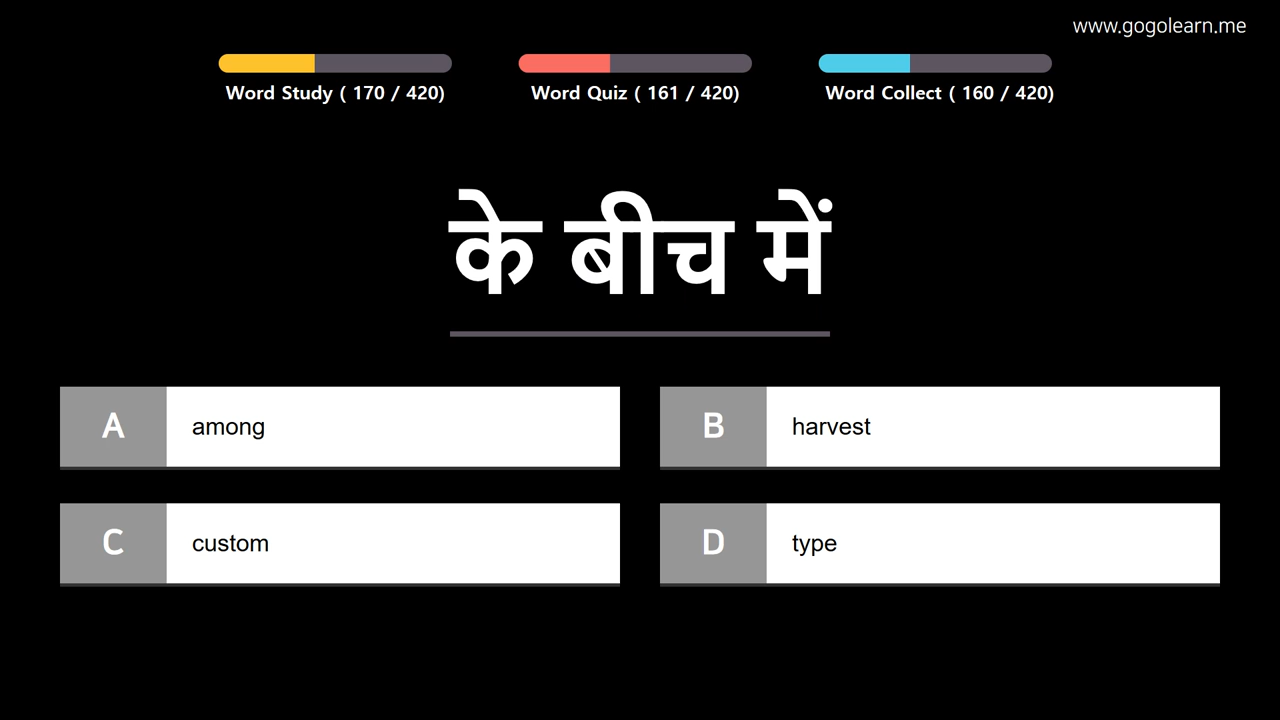 www.gogolearn.me
Word Study ( 170 / 420)
Word Quiz ( 161 / 420)
Word Collect ( 160 / 420)
के बीच में
A among
B harvest
C custom
D type